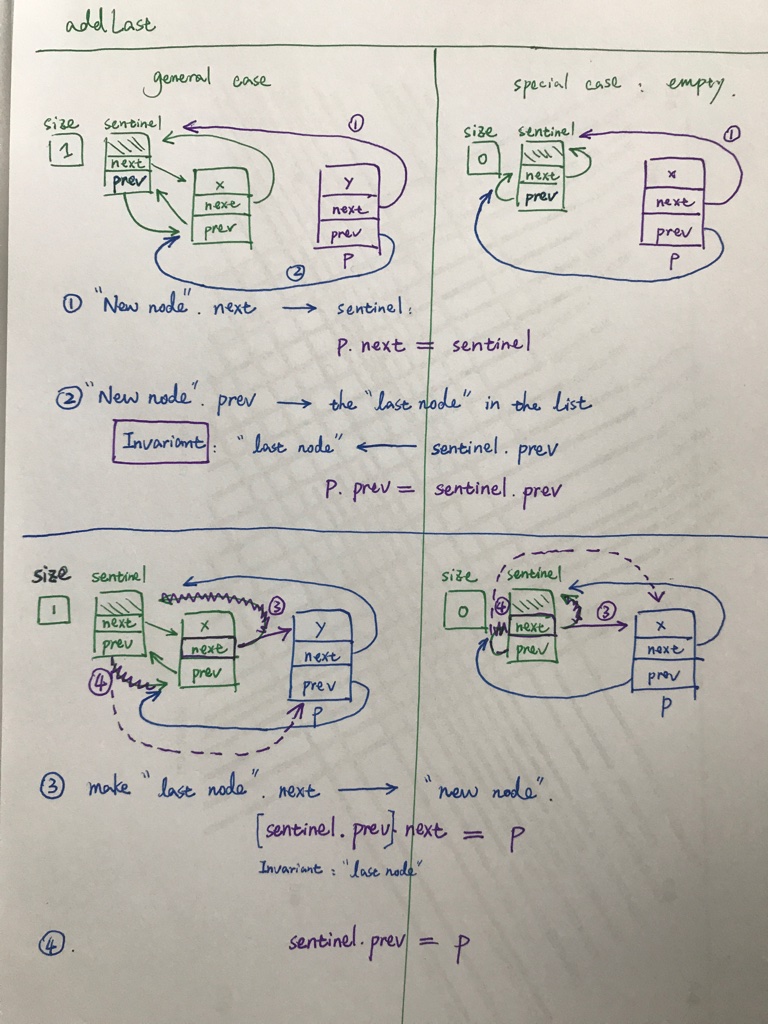 addLast
general case
special case : empty.
size
sentinel
1
next
prev
x
next
prev
y
next
prev
P
①
②
size
sentinel
0
next
prev
x
next
prev
P
①
① "New node". next → sentinel:
P. next = sentinel
② "New node". prev → the "last node" in the list
Invariant: "last node" ← sentinel. prev
P. prev = sentinel. prev
size
sentinel
1
next
prev
x
next
prev
y
next
prev
P
③
④
size
sentinel
0
next
prev
x
next
prev
P
③
④
③ make "last node". next → "new node".
[sentinel. prev]. next = P
Invariant : "last node"
④. sentinel. prev = P